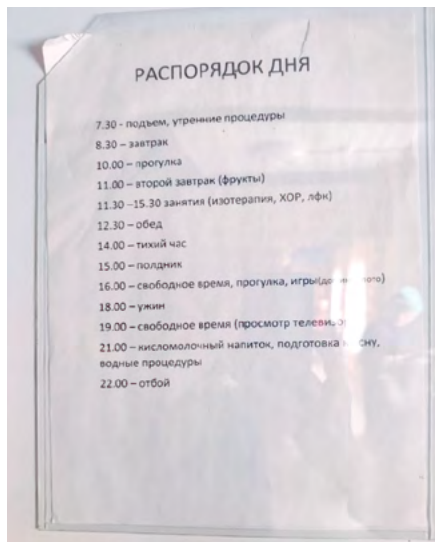 РАСПОРЯДОК ДНЯ
7.30 - подъем, утренние процедуры
8.30 – завтрак
10.00 – прогулка
11.00 – второй завтрак (фрукты)
11.30 –15.30 занятия (изотерапия, ХОР, лфк)
12.30 – обед
14.00 – тихий час
15.00 – полдник
16.00 – свободное время, прогулка, игры
18.00 – ужин
19.00 – свободное время (просмотр
21.00 – кисломолочный напиток, подготовка сну,
водные процедуры
22.00 – отбой